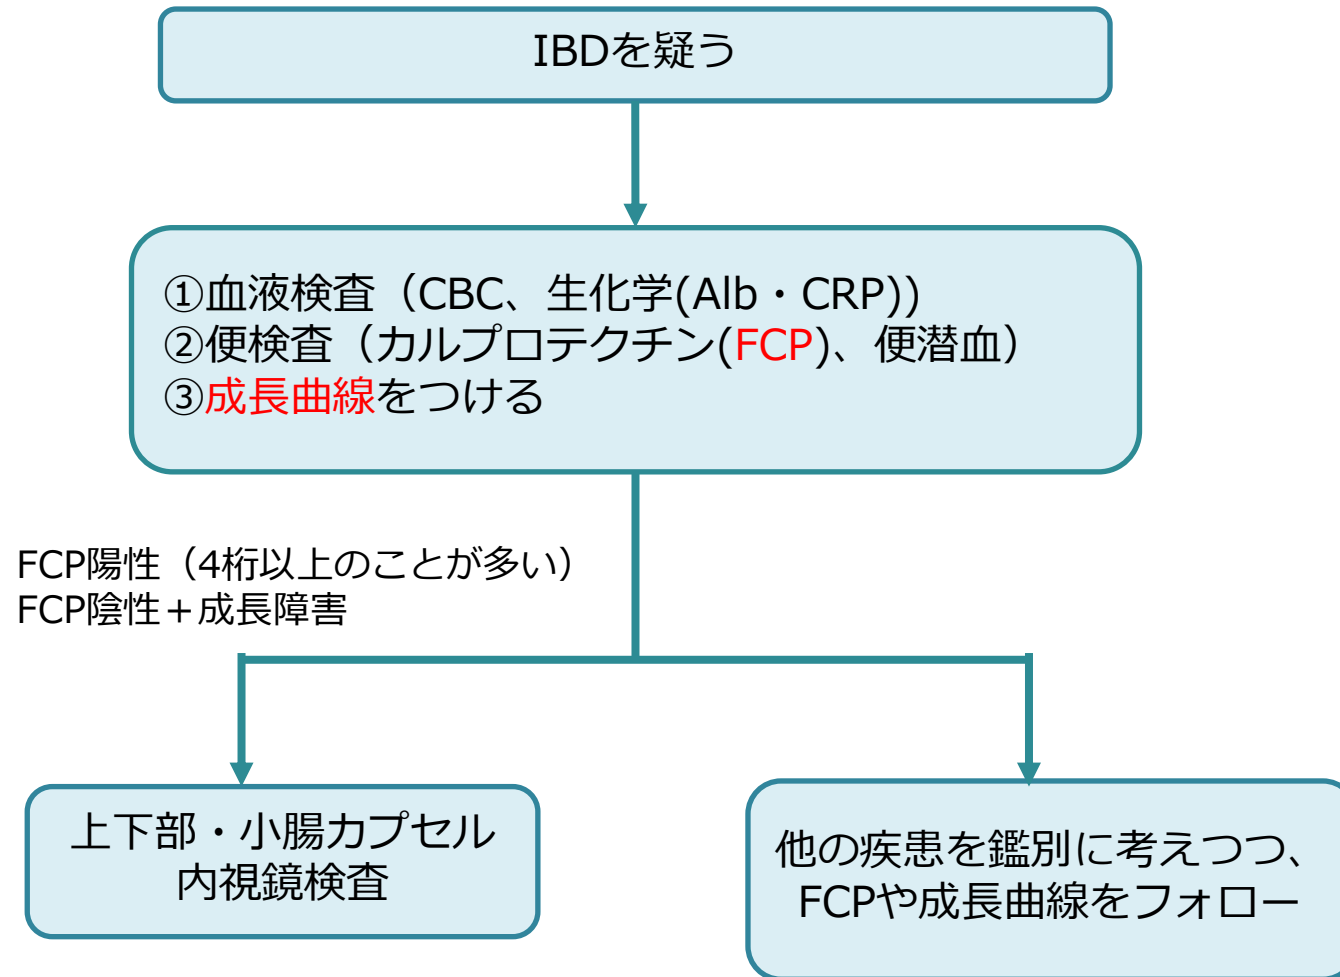 IBDを疑う
①血液検査（CBC、生化学(Alb・CRP))
②便検査（カルプロテクチン(FCP)、便潜血）
③成長曲線をつける
FCP陽性（4桁以上のことが多い）
FCP陰性＋成長障害
上下部・小腸カプセル
内視鏡検査
他の疾患を鑑別に考えつつ、
FCPや成長曲線をフォロー